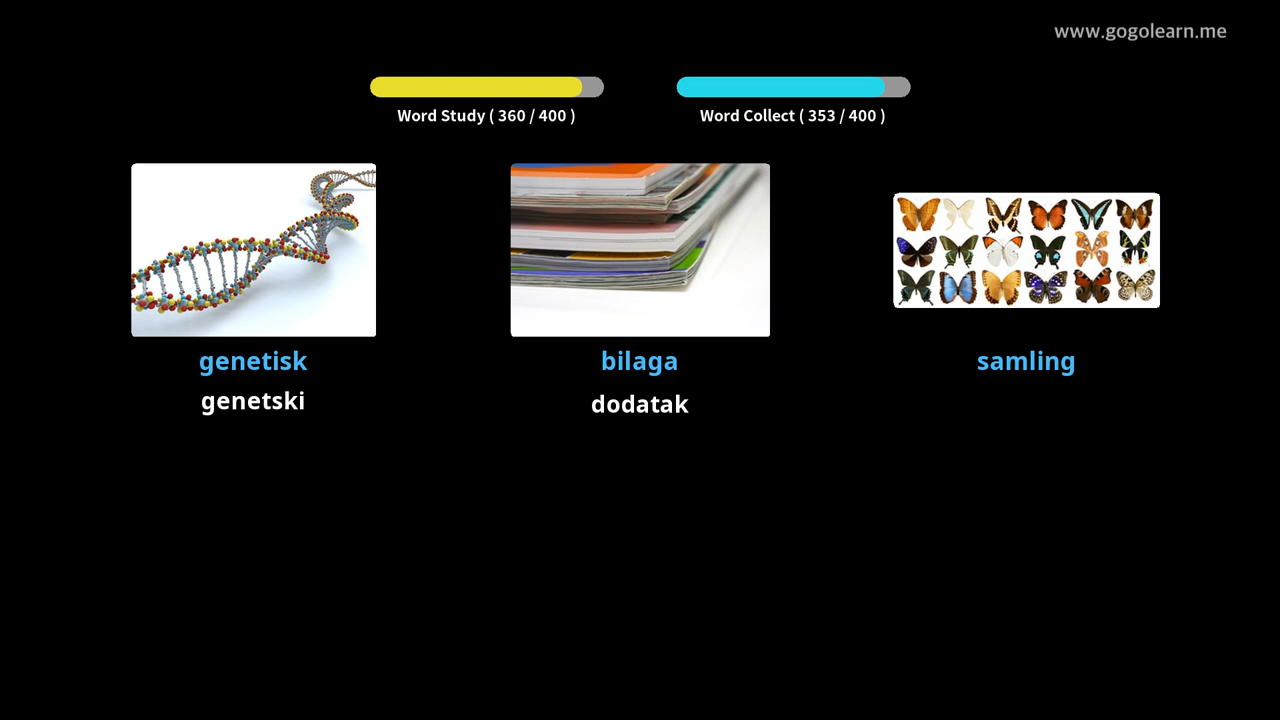 www.gogolearn.me
Word Study ( 360 / 400 )
Word Collect ( 353 / 400 )
genetisk
bilaga
samling
genetski
dodatak